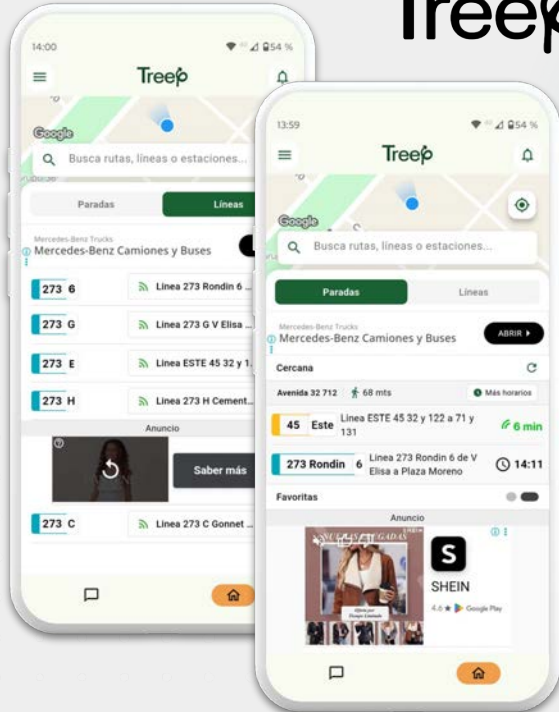 Treep
14:00
54 %
Treep
Google
Busca rutas, líneas o estaciones...
Paradas
Líneas
Mercedes-Benz Trucks
Mercedes-Benz Camiones y Buses
273 6
Linea 273 Rondin 6 ...
273 G
Linea 273 G V Elisa ...
273 E
Linea ESTE 45 32 y 1...
273 H
Linea 273 H Cement...
Anuncio
Saber más
273 C
Linea 273 C Gonnet ...
13:59
54 %
Treep
Google
Busca rutas, líneas o estaciones...
Paradas
Líneas
Mercedes-Benz Trucks
Mercedes-Benz Camiones y Buses
ABRIR
Cercana
Avenida 32 712
68 mts
Más horarios
45 Este
Linea ESTE 45 32 y 122 a 71 y
131
6 min
273 Rondin 6
Linea 273 Rondin 6 de V
Elisa a Plaza Moreno
14:11
Favoritas
Anuncio
S
SHEIN
4.6 ★ Google Play